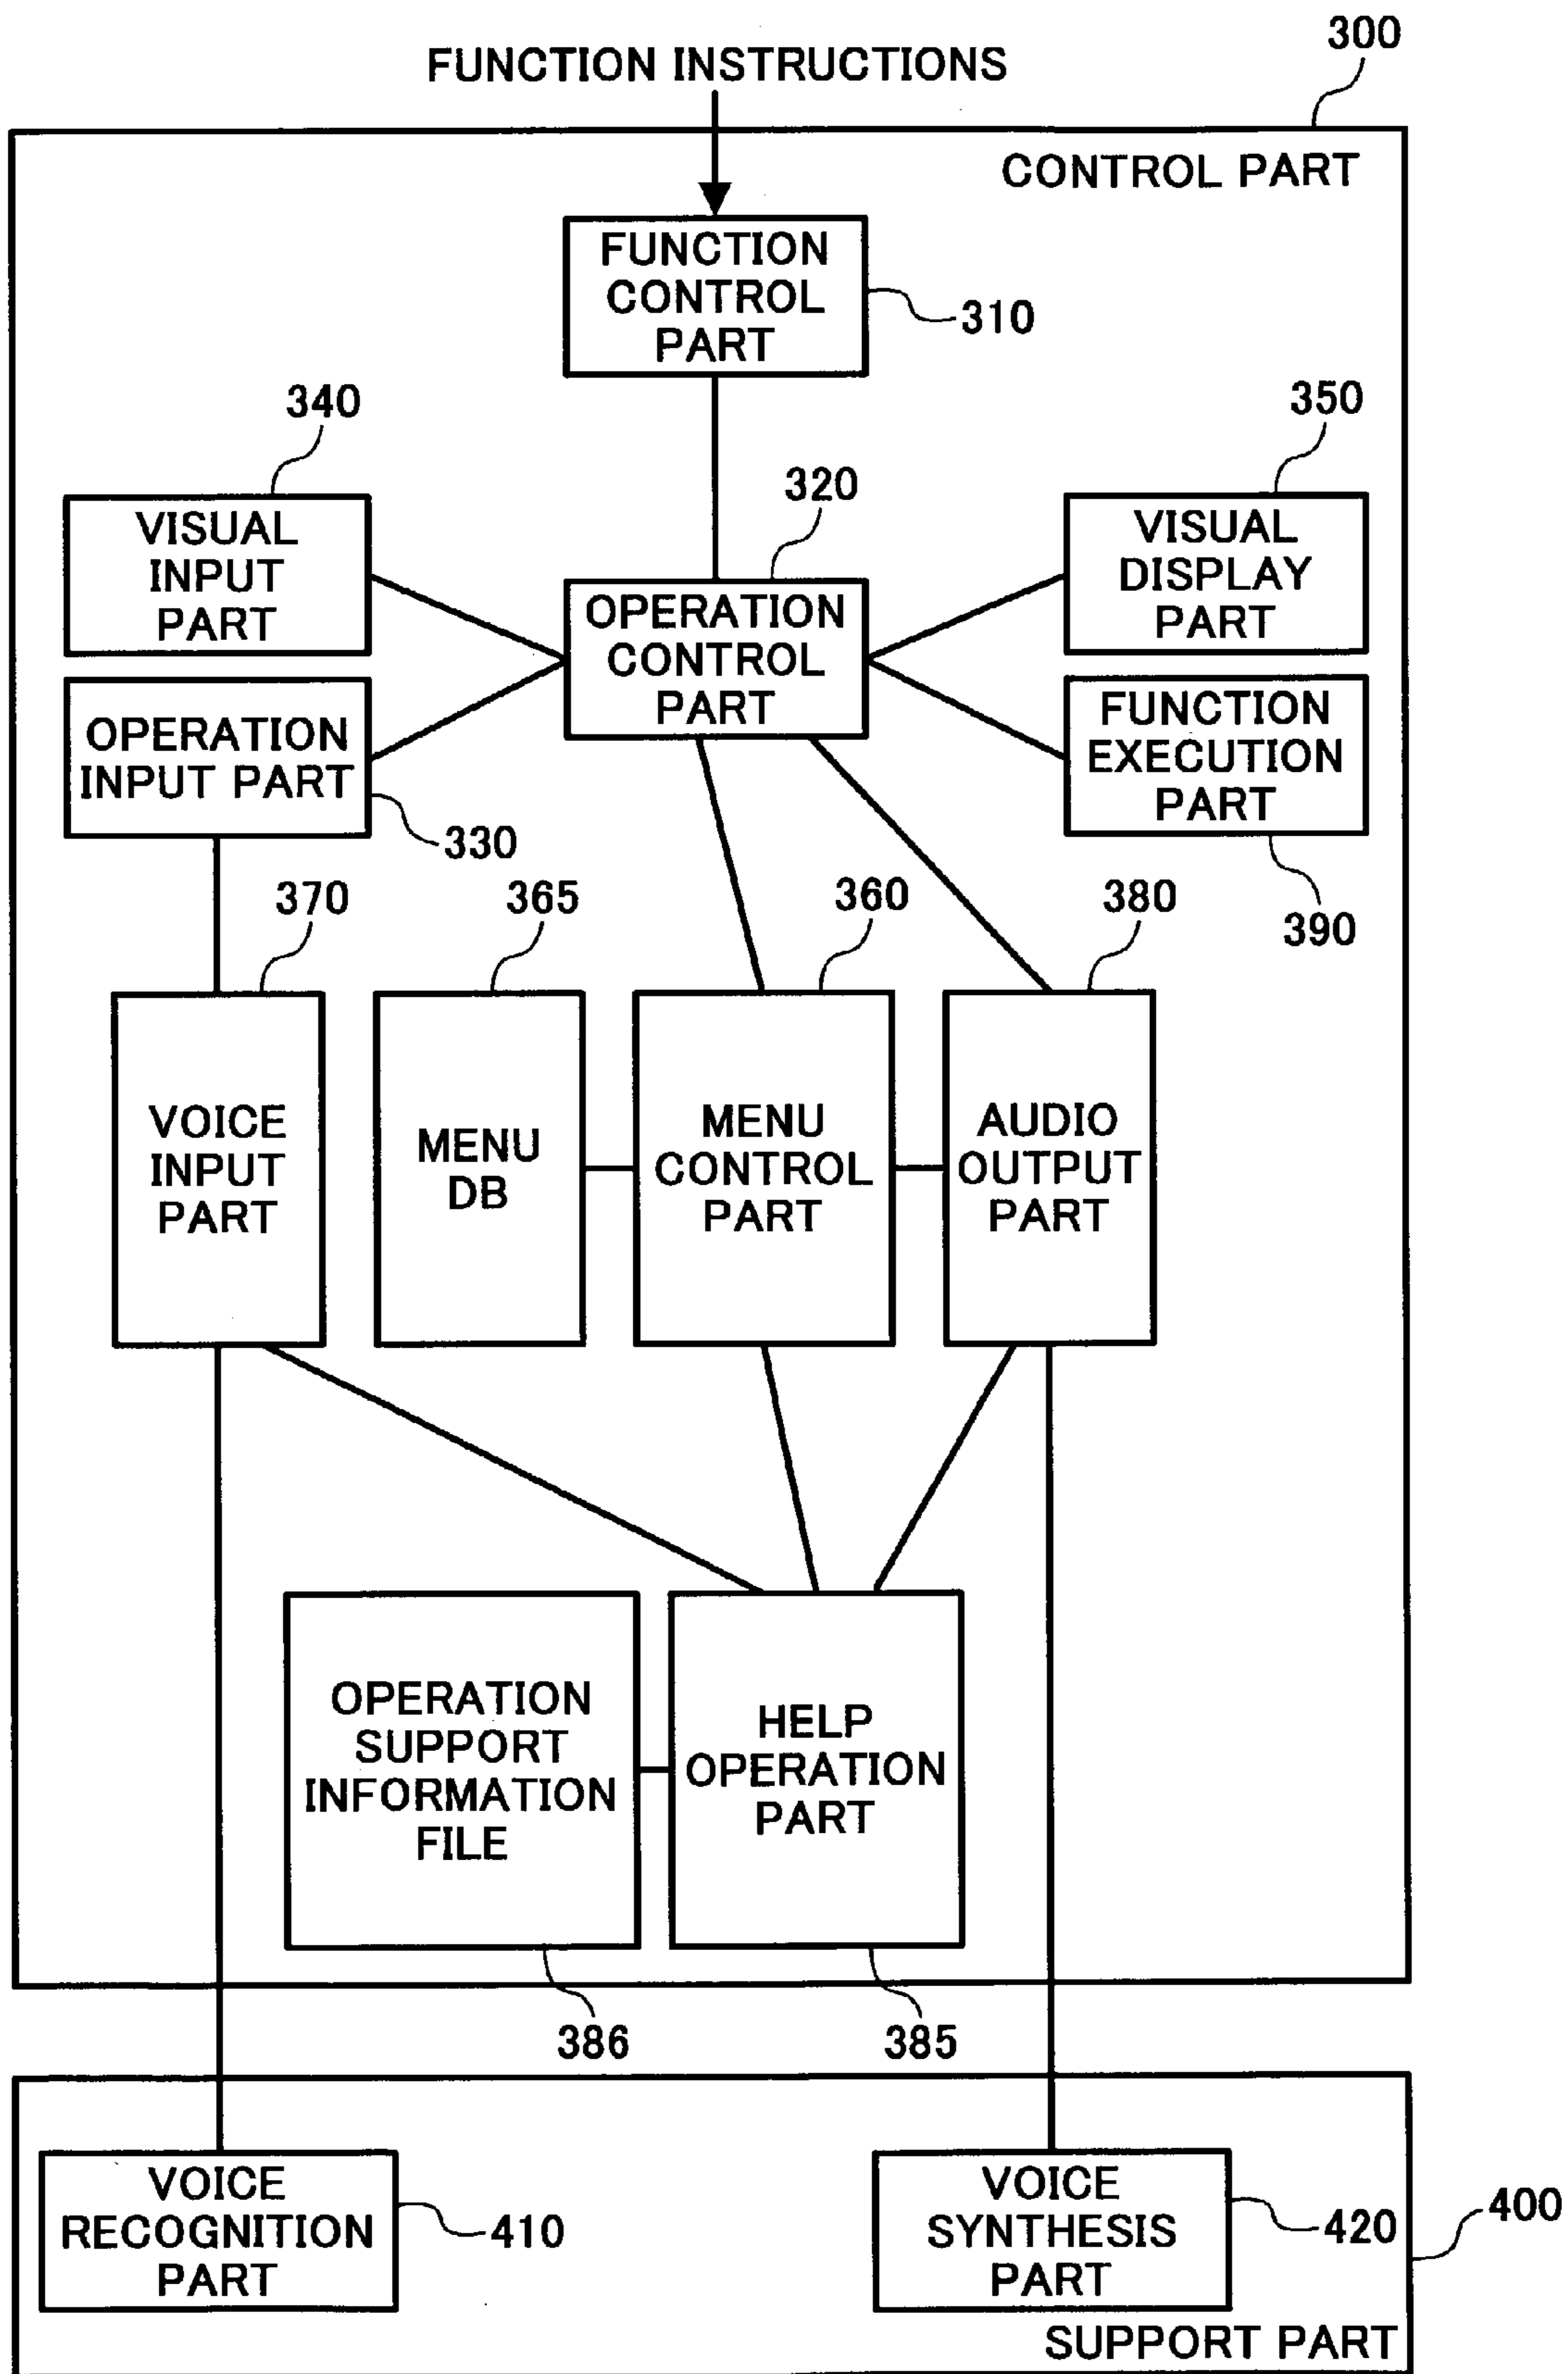 300
FUNCTION INSTRUCTIONS
CONTROL PART
FUNCTION
CONTROL
PART
310
340
350
320
VISUAL
INPUT
PART
VISUAL
DISPLAY
PART
OPERATION
CONTROL
PART
OPERATION
INPUT PART
330
FUNCTION
EXECUTION
PART
390
370
365
360
380
VOICE
INPUT
PART
MENU
DB
MENU
CONTROL
PART
AUDIO
OUTPUT
PART
OPERATION
SUPPORT
INFORMATION
FILE
HELP
OPERATION
PART
386
385
VOICE
RECOGNITION
PART
410
VOICE
SYNTHESIS
PART
420
400
SUPPORT PART